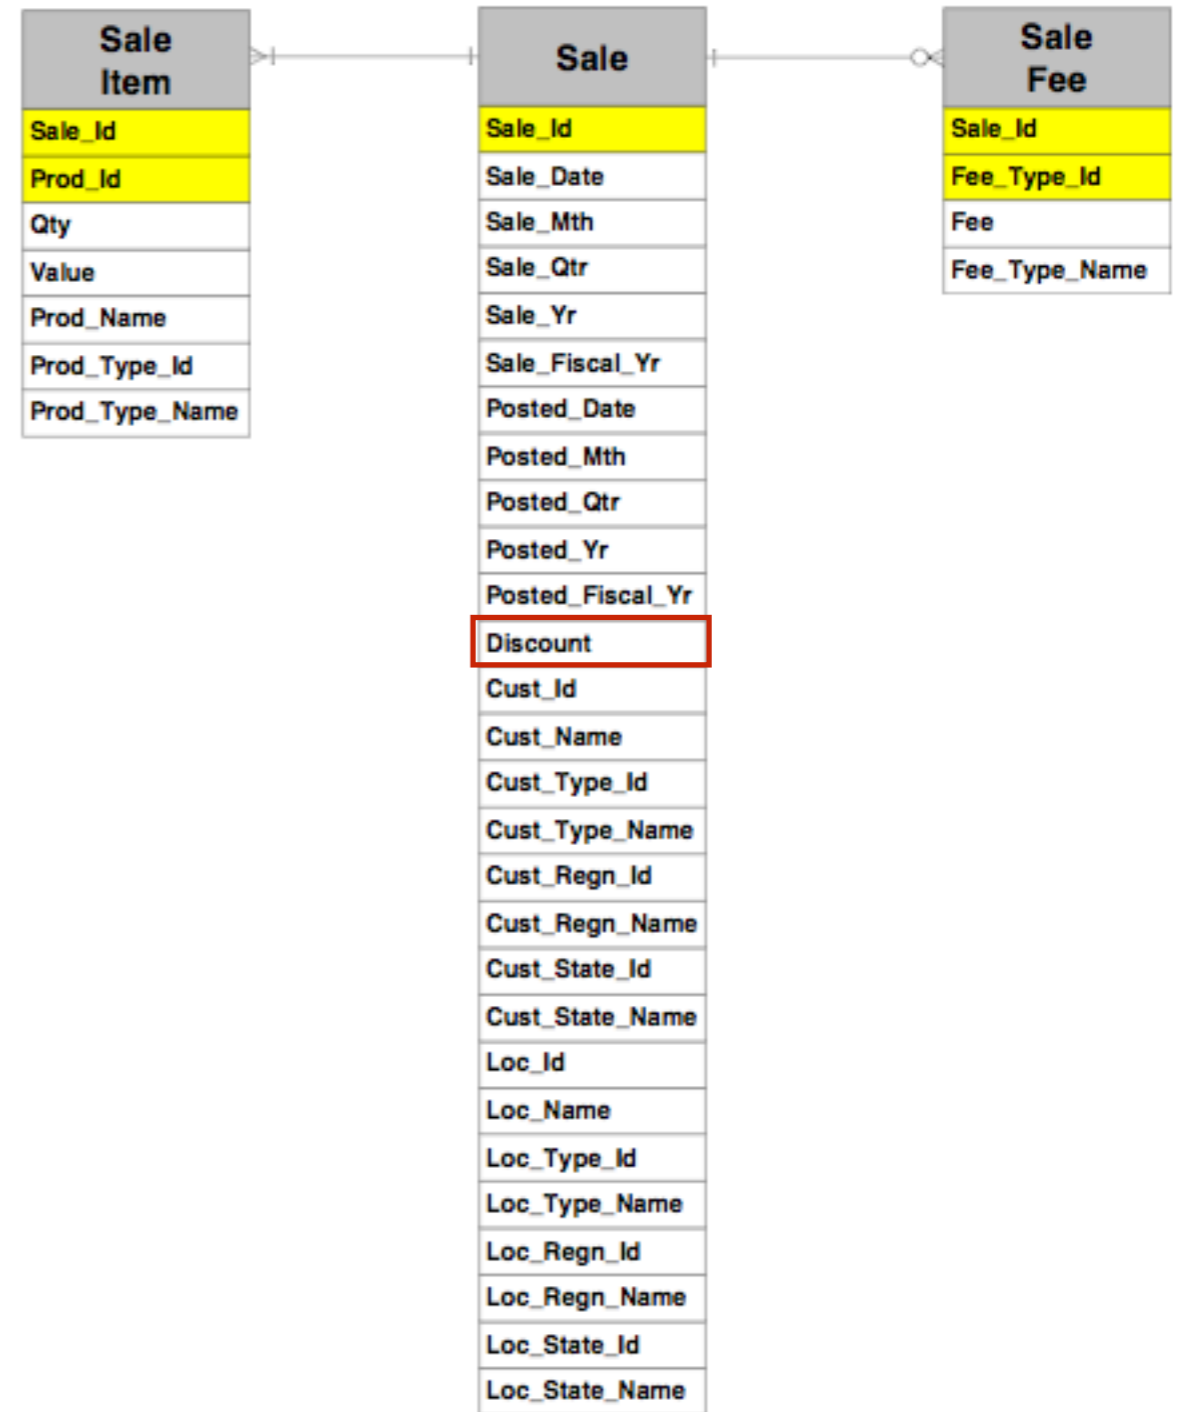 Sale
Item
Sale_Id
Prod_Id
Qty
Value
Prod_Name
Prod_Type_Id
Prod_Type_Name
Sale
Sale_Id
Sale_Date
Sale_Mth
Sale_Qtr
Sale_Yr
Sale_Fiscal_Yr
Posted_Date
Posted_Mth
Posted_Qtr
Posted_Yr
Posted_Fiscal_Yr
Discount
Cust_Id
Cust_Name
Cust_Type_Id
Cust_Type_Name
Cust_Regn_Id
Cust_Regn_Name
Cust_State_Id
Cust_State_Name
Loc_Id
Loc_Name
Loc_Type_Id
Loc_Type_Name
Loc_Regn_Id
Loc_Regn_Name
Loc_State_Id
Loc_State_Name
Sale
Fee
Sale_Id
Fee_Type_Id
Fee
Fee_Type_Name